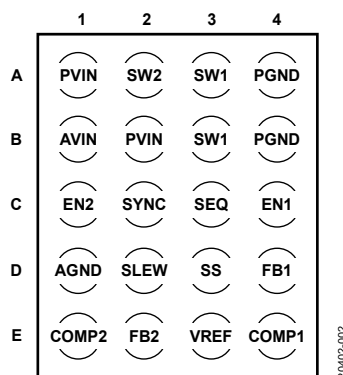 1 2 3 4
A PVIN SW2 SW1 PGND
B AVIN PVIN SW1 PGND
C EN2 SYNC SEQ EN1
D AGND SLEW SS FB1
E COMP2 FB2 VREF COMP1